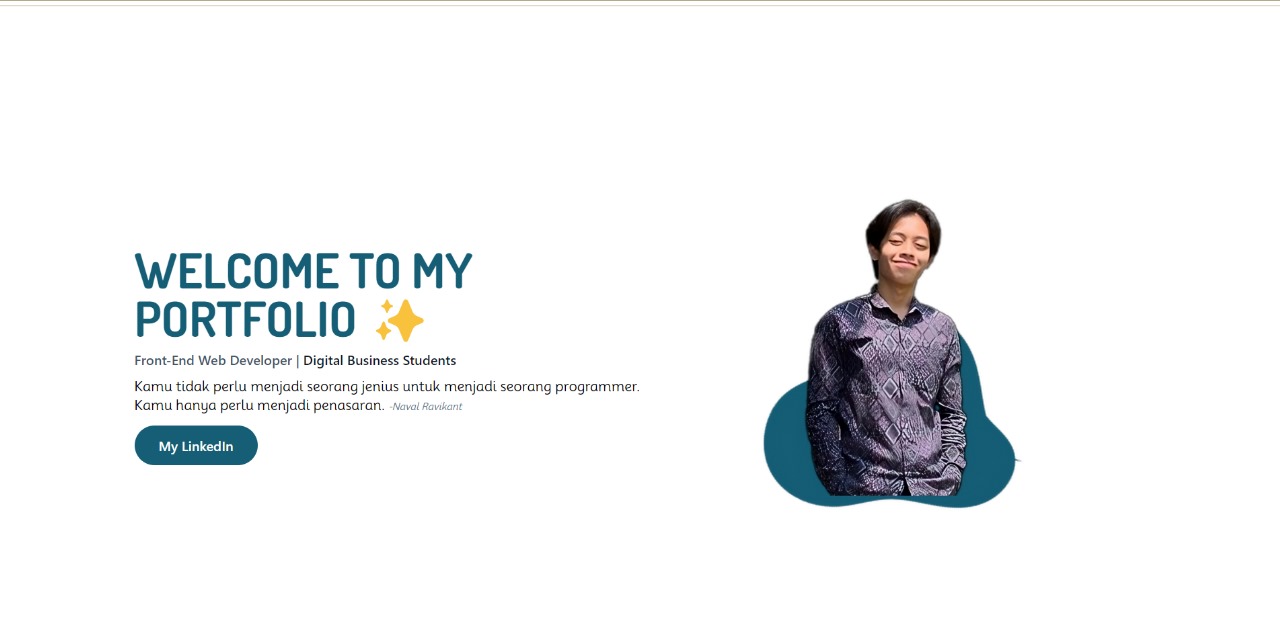 WELCOME TO MY
PORTFOLIO ✨
Front-End Web Developer | Digital Business Students
Kamu tidak perlu menjadi seorang jenius untuk menjadi seorang programmer.
Kamu hanya perlu menjadi penasaran. -Naval Ravikant
My LinkedIn